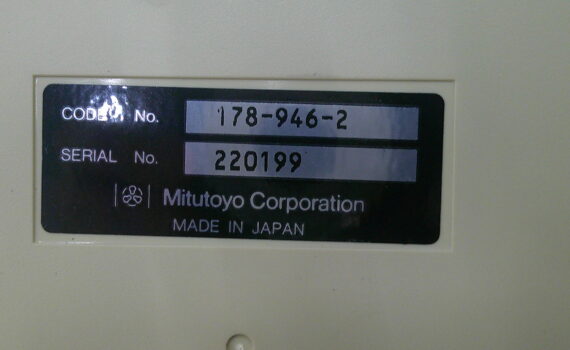 CODE No. 178-946-2
SERIAL No. 220199
Mitutoyo Corporation
MADE IN JAPAN